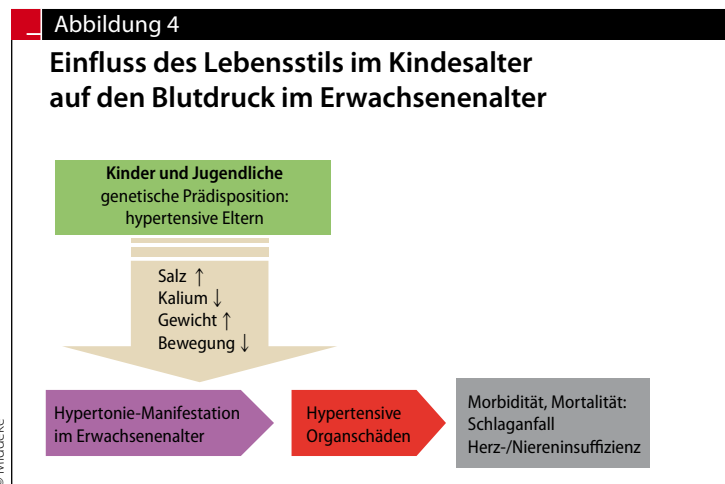 Abbildung 4
Einfluss des Lebensstils im Kindesalter
auf den Blutdruck im Erwachsenenalter
Kinder und Jugendliche
genetische Prädisposition:
hypertensive Eltern
Salz ↑
Kalium ↓
Gewicht ↑
Bewegung ↓
Hypertonie-Manifestation
im Erwachsenenalter
Hypertensive
Organschäden
Morbidität, Mortalität:
Schlaganfall
Herz-/Niereninsuffizienz